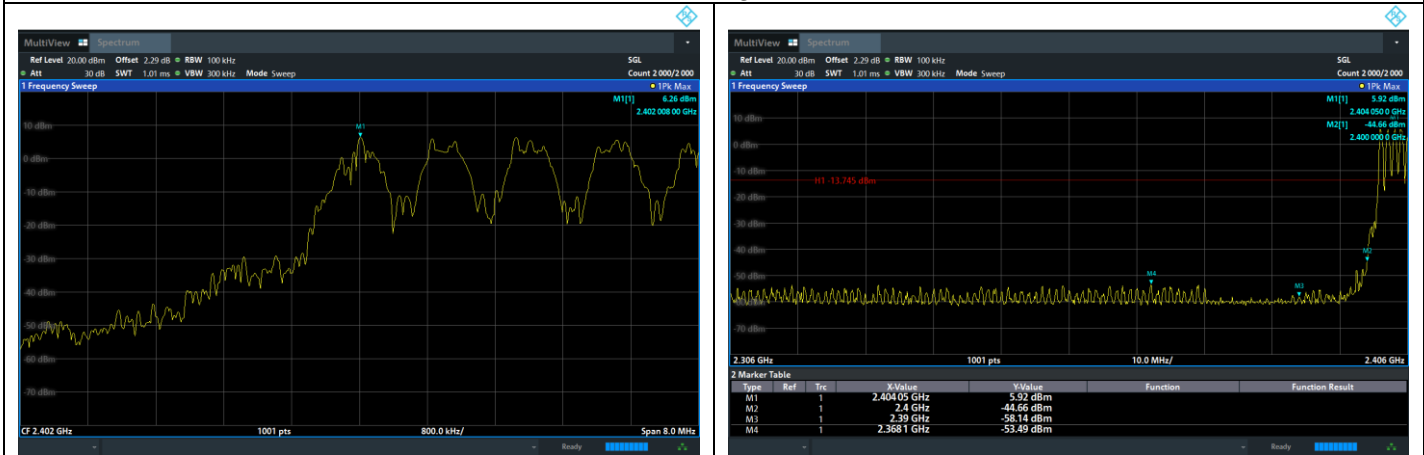 MultiView Spectrum
Ref Level 20.00 dBm Offset 2.29 dB RBW 100 kHz SGL
Att 30 dB SWT 1.01 ms VBW 300 kHz Mode Sweep Count 2 000/2 000
1 Frequency Sweep 1Pk Max
M1[1] 6.26 dBm
2.402 008 00 GHz
M1
10 dBm
0 dBm
-10 dBm
-20 dBm
-30 dBm
-40 dBm
-50 dBm
-60 dBm
-70 dBm
CF 2.402 GHz 1001 pts 800.0 kHz/ Span 8.0 MHz
Ready
MultiView Spectrum
Ref Level 20.00 dBm Offset 2.29 dB RBW 100 kHz SGL
Att 30 dB SWT 1.01 ms VBW 300 kHz Mode Sweep Count 2 000/2 000
1 Frequency Sweep 1Pk Max
M1[1] 5.92 dBm
2.404 050 0 GHz
M1
M2[1] -44.66 dBm
2.400 000 0 GHz
10 dBm
0 dBm
-10 dBm
H1 -13.745 dBm
-20 dBm
-30 dBm
-40 dBm
M2
-50 dBm
M4
M3
-70 dBm
2.306 GHz 1001 pts 10.0 MHz/ 2.406 GHz
2 Marker Table
Type Ref Trc X-Value Y-Value Function Function Result
M1 1 2.404 05 GHz 5.92 dBm
M2 1 2.4 GHz -44.66 dBm
M3 1 2.39 GHz -58.14 dBm
M4 1 2.368 1 GHz -53.49 dBm
Ready